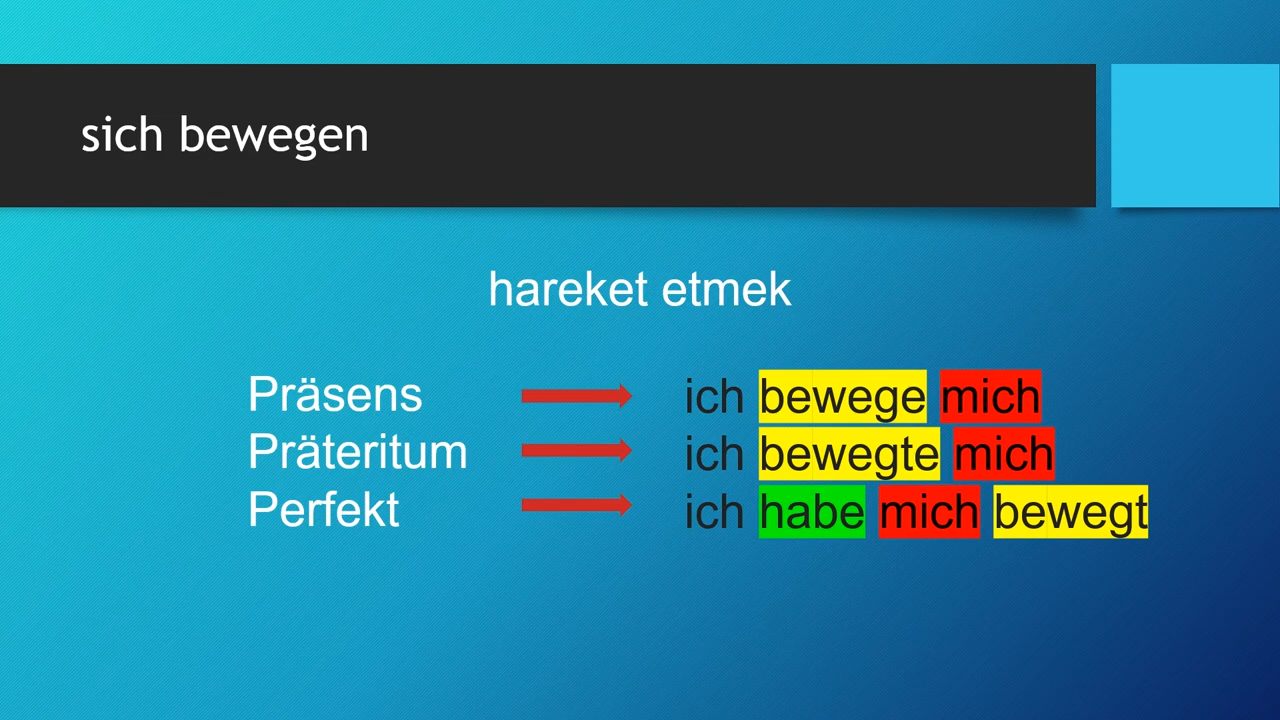 sich bewegen
hareket etmek
Präsens ich bewege mich
Präteritum ich bewegte mich
Perfekt ich habe mich bewegt